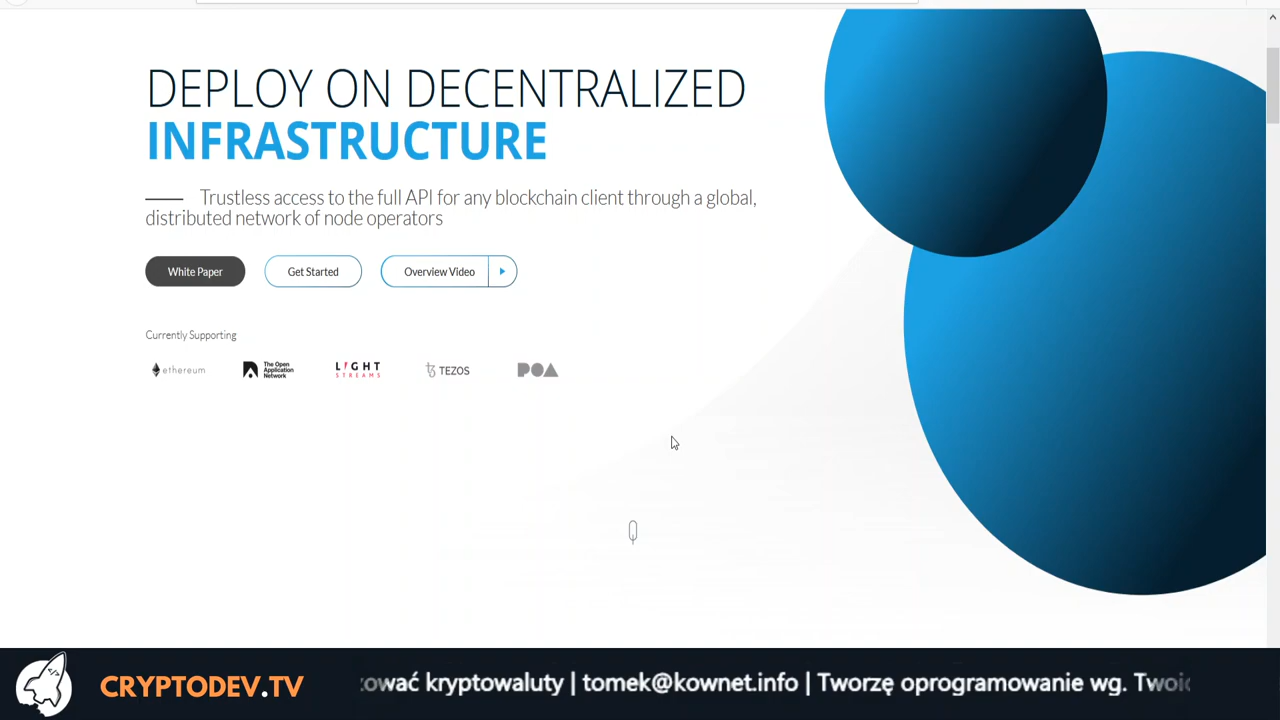 DEPLOY ON DECENTRALIZED
INFRASTRUCTURE
Trustless access to the full API for any blockchain client through a global,
distributed network of node operators
White Paper
Get Started
Overview Video
Currently Supporting
ethereum
The Open
Application
Network
LIGHT
STREAMS
TEZOS
POA
CRYPTODEV.TV
kryptowaluty | tomek@kownet.info | Tworzę oprogramowanie wg.